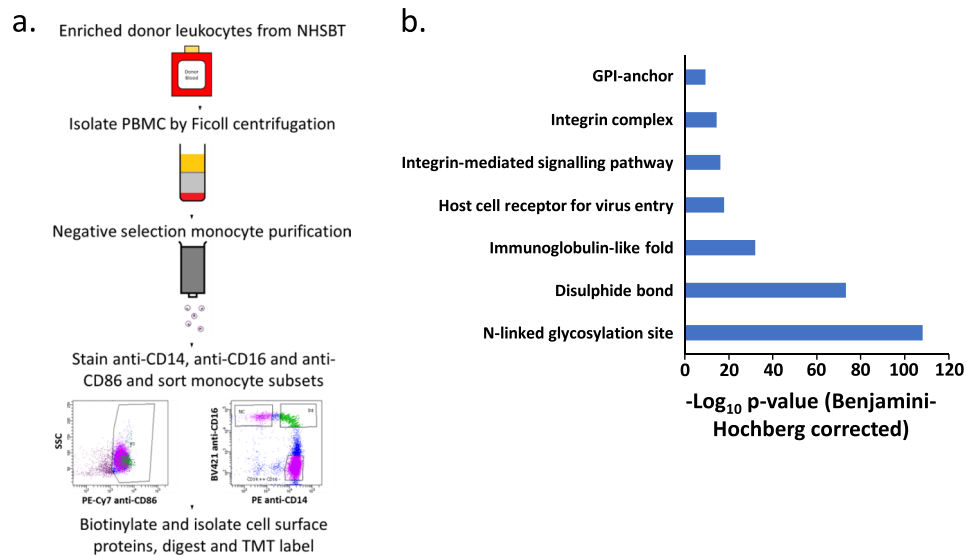 a.
Enriched donor leukocytes from NHSBT
Donor
Blood
Isolate PBMC by Ficoll centrifugation
Negative selection monocyte purification
Stain anti-CD14, anti-CD16 and anti-
CD86 and sort monocyte subsets
SSC
P1
PE-Cy7 anti-CD86
BV421 anti-CD16
NC
CD14 ++ CD16 -
PE anti-CD14
Biotinylate and isolate cell surface
proteins, digest and TMT label
b.
GPI-anchor
Integrin complex
Integrin-mediated signalling pathway
Host cell receptor for virus entry
Immunoglobulin-like fold
Disulphide bond
N-linked glycosylation site
0 20 40 60 80 100 120
-Log10 p-value (Benjamini-
Hochberg corrected)